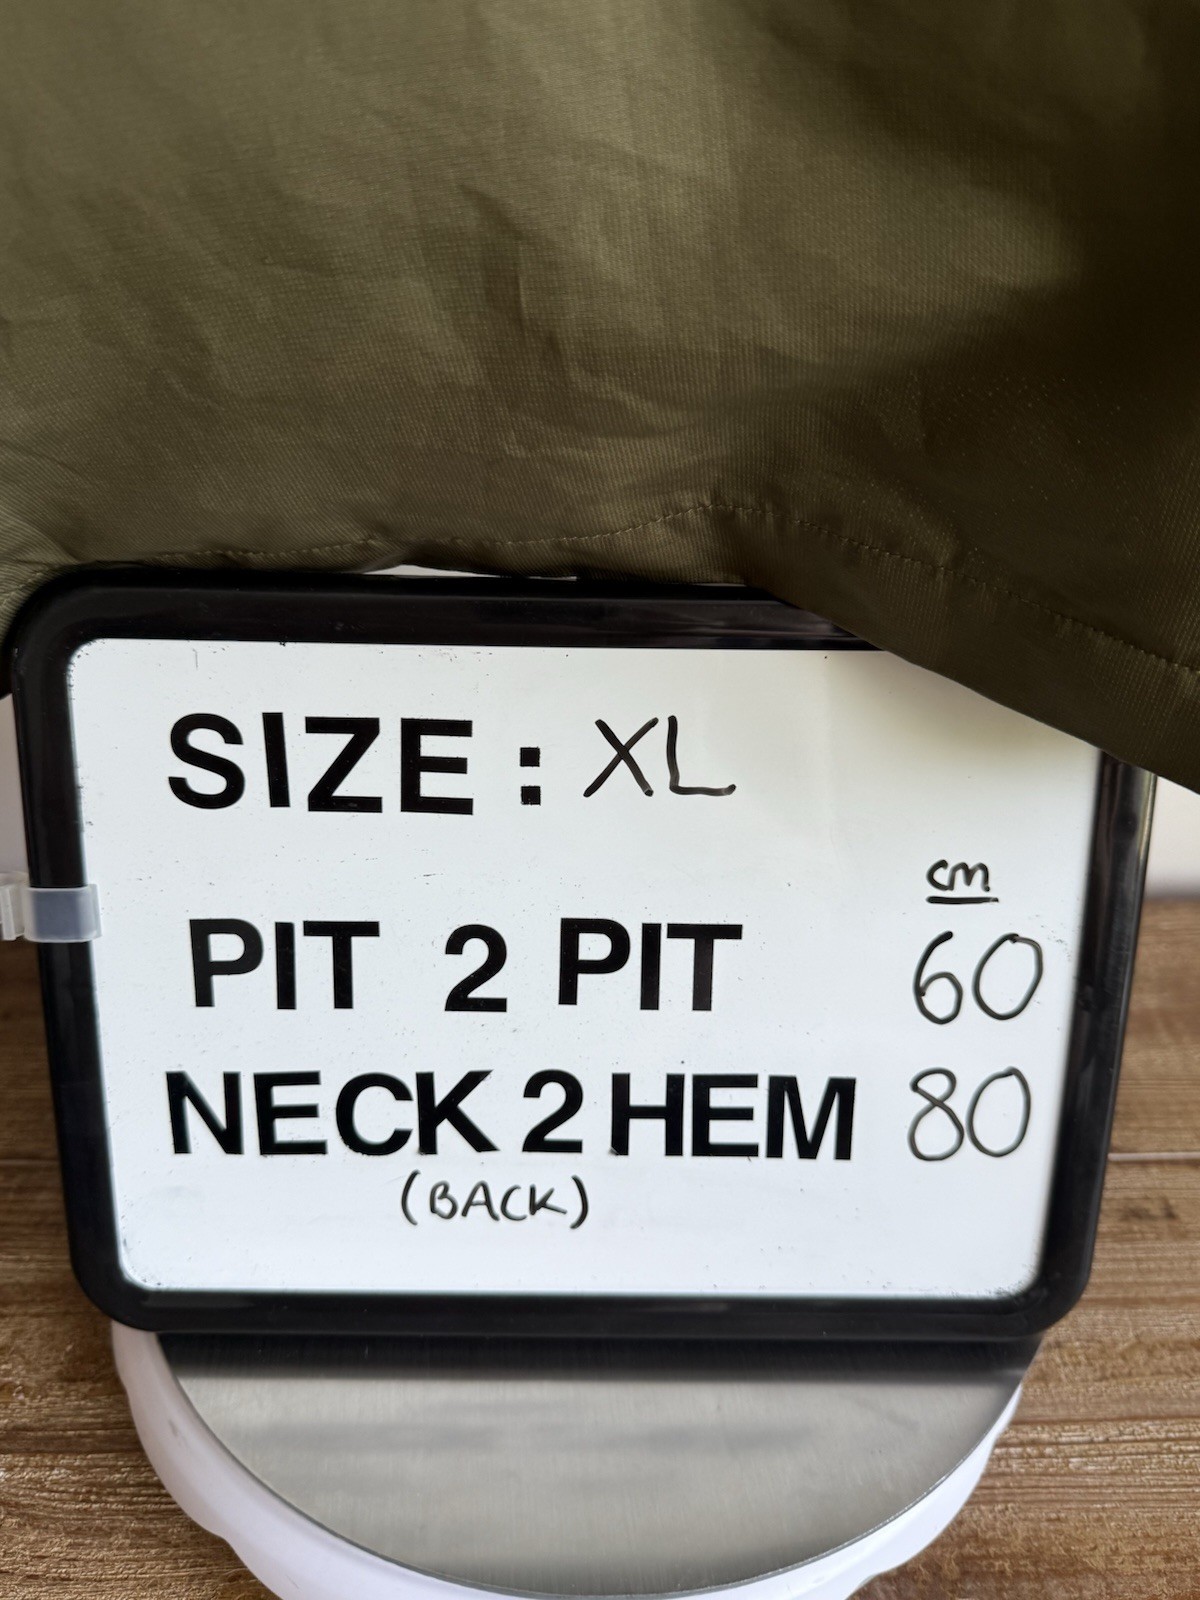 SIZE : XL
cm
PIT 2 PIT 60
NECK 2 HEM 80
(BACK)